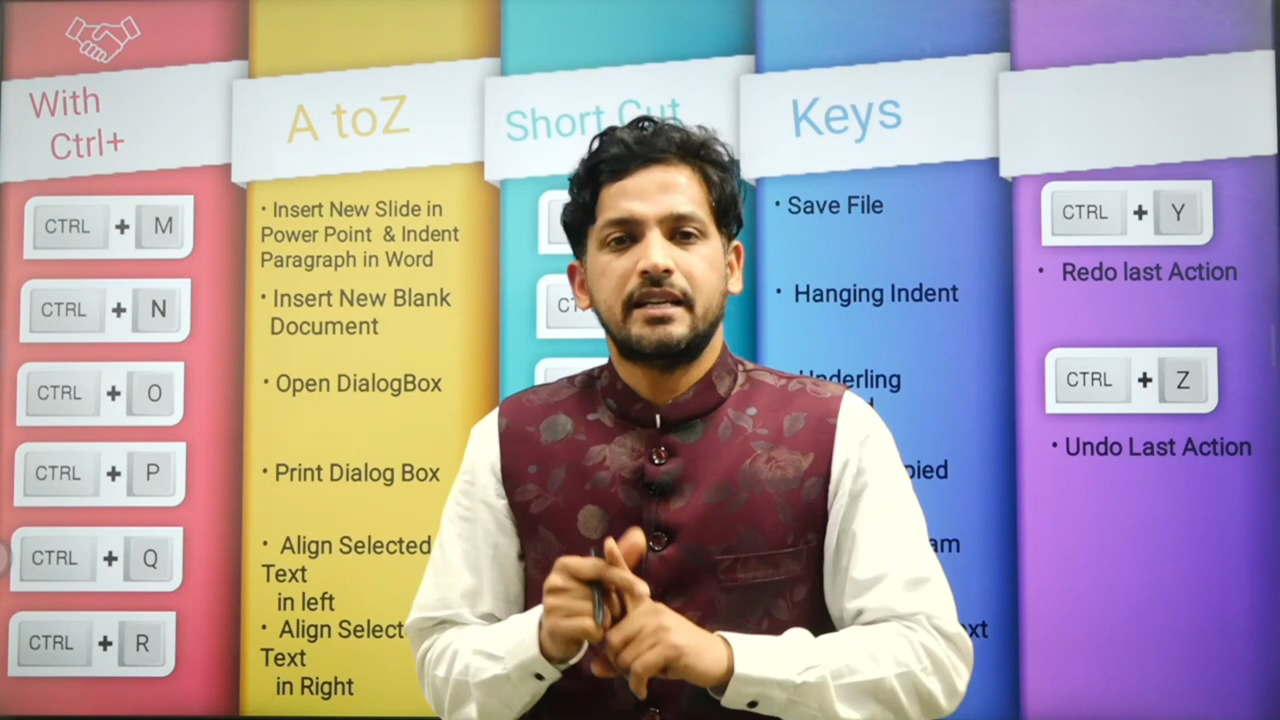 With
Ctrl+
A toZ
Short Cut
Keys
CTRL + M
• Insert New Slide in
Power Point & Indent
Paragraph in Word
CTRL + N
• Insert New Blank
Document
CTRL + O
• Open DialogBox
CTRL + P
• Print Dialog Box
CTRL + Q
• Align Selected
Text
in left
CTRL + R
• Align Select
Text
in Right
• Save File
• Hanging Indent
Underling
CTRL + Y
• Redo last Action
CTRL + Z
• Undo Last Action